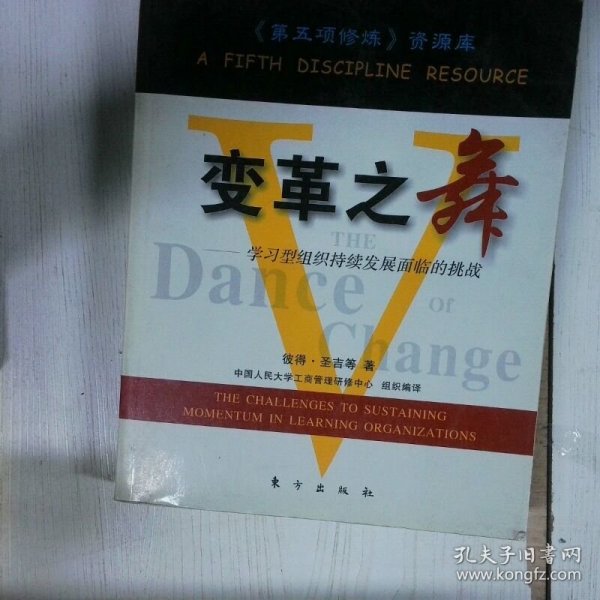 《第五项修炼》资源库
A FIFTH DISCIPLINE RESOURCE
变革之舞
THE
——学习型组织持续发展面临的挑战
Dance of
Change
彼得·圣吉等 著
中国人民大学工商管理研修中心 组织编译
THE CHALLENGES TO SUSTAINING
MOMENTUM IN LEARNING ORGANIZATIONS
东方出版社
孔夫子旧书网
www.kongfz.com